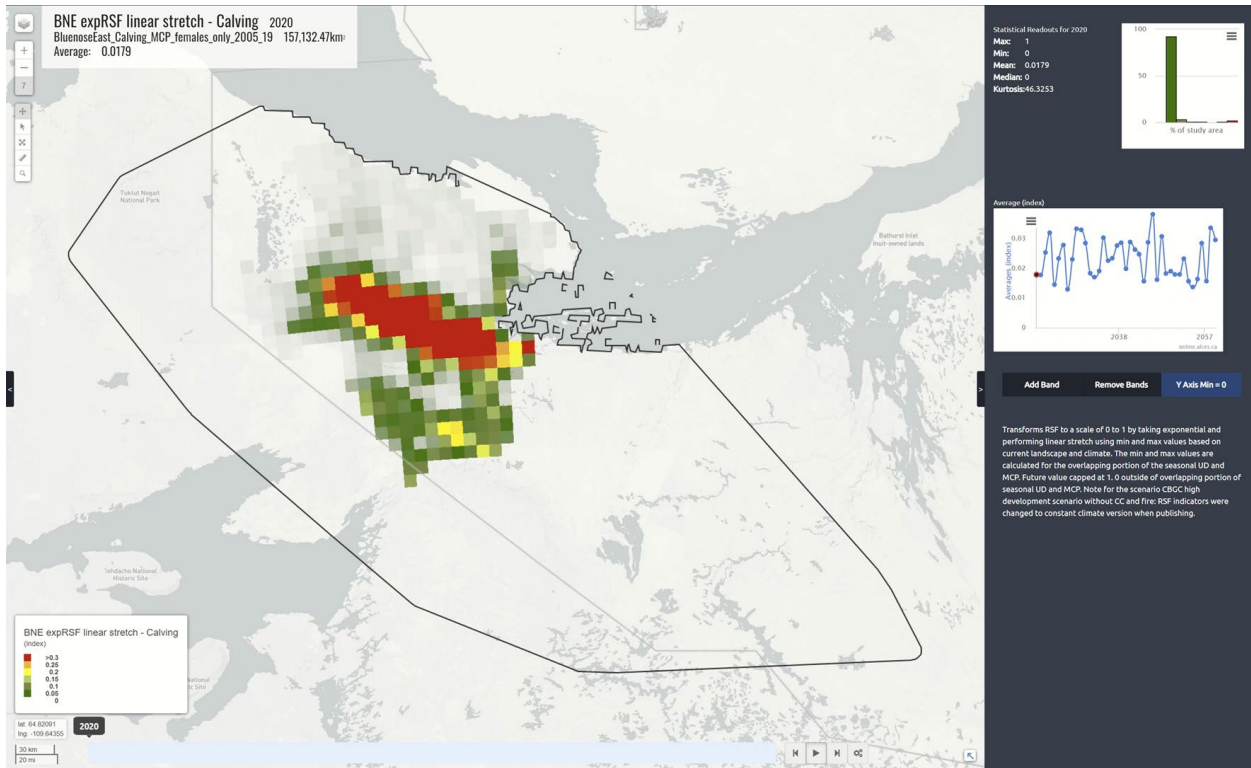 BNE expRSF linear stretch - Calving 2020
BluenoseEast_Calving_MCP_females_only_2005_19 157,132.47km²
Average: 0.0179
+
−
?
Tuktut Nogait
National Park
Bathurst Inlet
Inuit-owned lands
Historic Site
BNE expRSF linear stretch - Calving
(index)
>0.3
0.25
0.2
0.15
0.1
0.05
0
National
ric Site
lat: 64.82091
lng: -109.64355
2020
30 km
20 mi
<
>
Statistical Readouts for 2020
Max: 1
Min: 0
Mean: 0.0179
Median: 0
Kurtosis:46.3253
100
50
0
% of study area
Average (index)
Averages (index)
0.03
0.02
0.01
0
2038
2057
online.alces.ca
Add Band
Remove Bands
Y Axis Min = 0
Transforms RSF to a scale of 0 to 1 by taking exponential and
performing linear stretch using min and max values based on
current landscape and climate. The min and max values are
calculated for the overlapping portion of the seasonal UD and
MCP. Future value capped at 1. 0 outside of overlapping portion of
seasonal UD and MCP. Note for the scenario CBGC high
development scenario without CC and fire: RSF indicators were
changed to constant climate version when publishing.